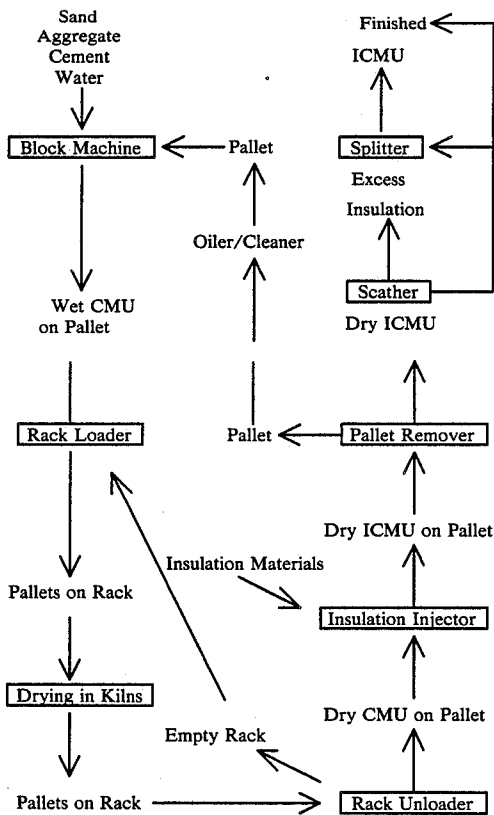 Sand
Aggregate
Cement
Water
Block Machine
Wet CMU
on Pallet
Rack Loader
Pallets on Rack
Drying in Kilns
Pallets on Rack
Pallet
Oiler/Cleaner
Pallet
Insulation Materials
Empty Rack
Finished
ICMU
Splitter
Excess
Insulation
Scather
Dry ICMU
Pallet Remover
Dry ICMU on Pallet
Insulation Injector
Dry CMU on Pallet
Rack Unloader